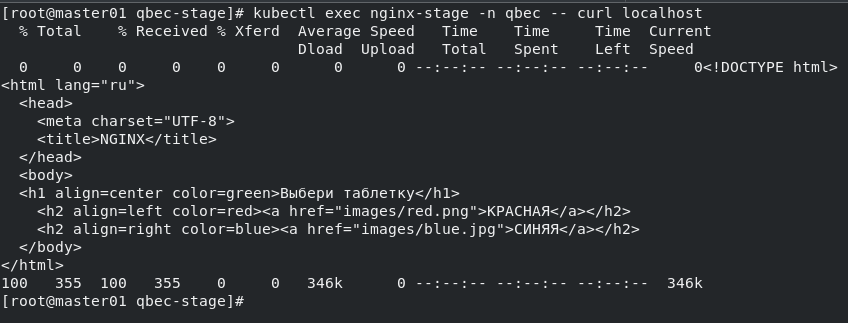 [root@master01 qbec-stage]# kubectl exec nginx-stage -n qbec -- curl localhost
  % Total    % Received % Xferd  Average Speed   Time    Time     Time  Current
                                 Dload  Upload   Total   Spent    Left  Speed
  0     0    0     0    0     0      0      0 --:--:-- --:--:-- --:--:--     0<!DOCTYPE html>
<html lang="ru">
  <head>
    <meta charset="UTF-8">
    <title>NGINX</title>
  </head>
  <body>
  <h1 align=center color=green>Выбери таблетку</h1>
    <h2 align=left color=red><a href="images/red.png">КРАСНАЯ</a></h2>
    <h2 align=right color=blue><a href="images/blue.jpg">СИНЯЯ</a></h2>
  </body>
</html>
100   355  100   355    0     0   346k      0 --:--:-- --:--:-- --:--:--  346k
[root@master01 qbec-stage]#